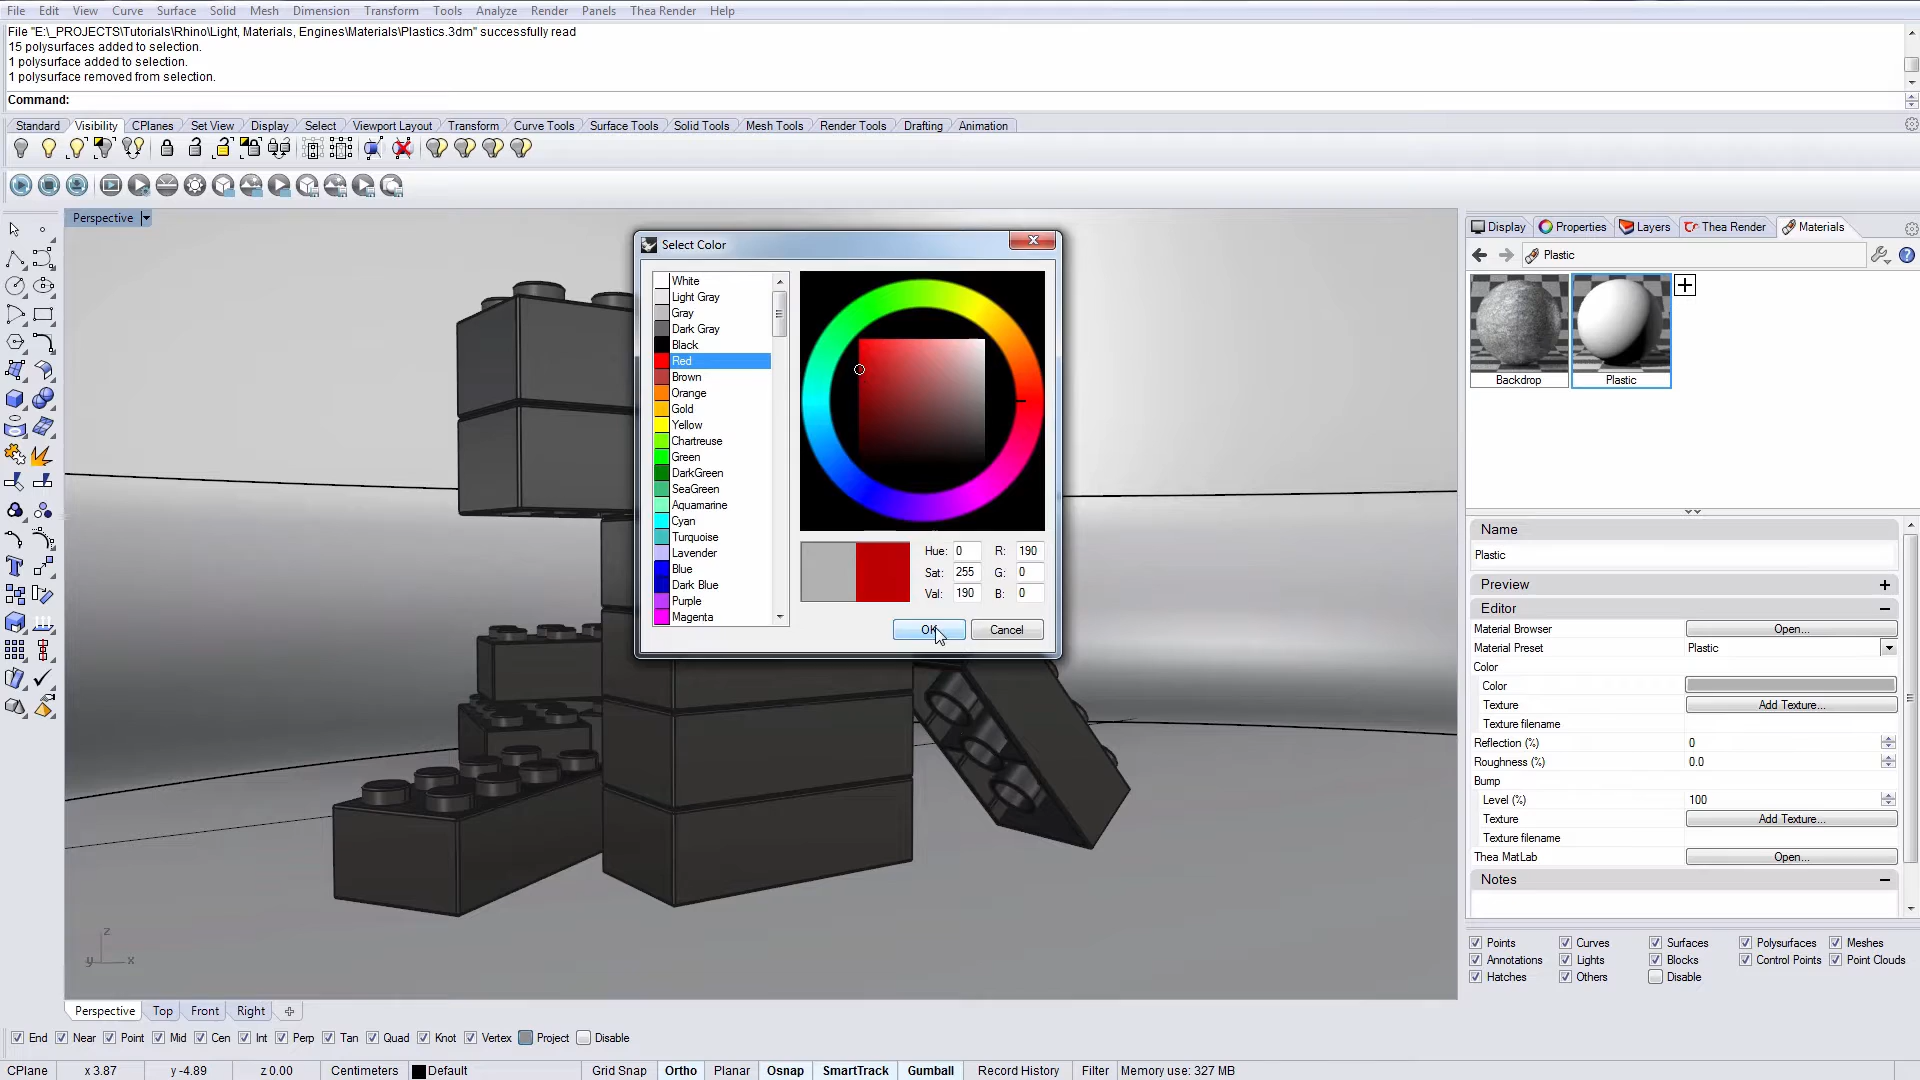 File Edit View Curve Surface Solid Mesh Dimension Transform Tools Analyze Render Panels Thea Render Help
File "E:\_PROJECTS\Tutorials\Rhino\Light, Materials, Engines\Materials\Plastics.3dm" successfully read
15 polysurfaces added to selection.
1 polysurface added to selection.
1 polysurface removed from selection.
Command:
Standard Visibility CPlanes Set View Display Select Viewport Layout Transform Curve Tools Surface Tools Solid Tools Mesh Tools Render Tools Drafting Animation
Perspective
Select Color
White
Light Gray
Gray
Dark Gray
Black
Red
Brown
Orange
Gold
Yellow
Chartreuse
Green
DarkGreen
SeaGreen
Aquamarine
Cyan
Turquoise
Lavender
Blue
Dark Blue
Purple
Magenta
Hue: 0 R: 190
Sat: 255 G: 0
Val: 190 B: 0
OK Cancel
Display Properties Layers Thea Render Materials
Plastic
Backdrop Plastic
Name
Plastic
Preview
Editor
Material Browser Open...
Material Preset Plastic
Color
Color
Texture Add Texture...
Texture filename
Reflection (%) 0
Roughness (%) 0.0
Bump
Level (%) 100
Texture Add Texture...
Texture filename
Thea MatLab Open...
Notes
Points Curves Surfaces Polysurfaces Meshes
Annotations Lights Blocks Control Points Point Clouds
Hatches Others Disable
z
y x
Perspective Top Front Right
End Near Point Mid Cen Int Perp Tan Quad Knot Vertex Project Disable
CPlane x 3.87 y -4.89 z 0.00 Centimeters Default Grid Snap Ortho Planar Osnap SmartTrack Gumball Record History Filter Memory use: 327 MB